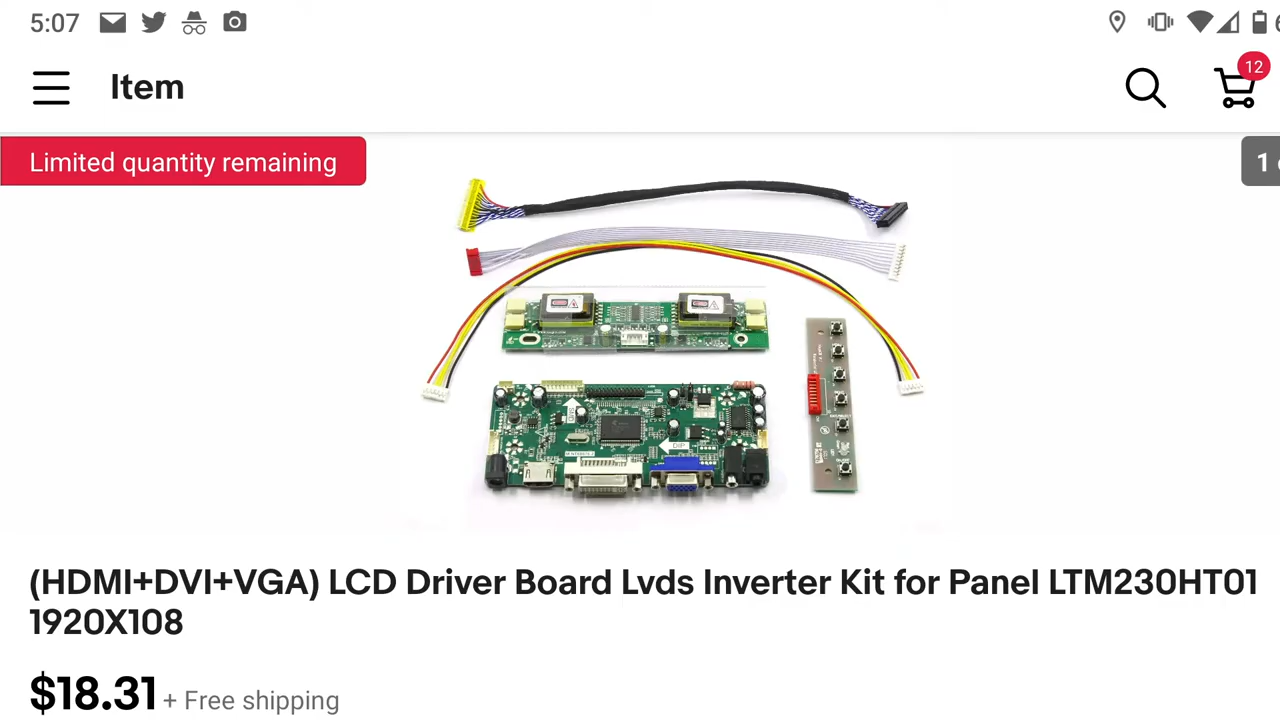 5:07
Item
12
Limited quantity remaining
1
(HDMI+DVI+VGA) LCD Driver Board Lvds Inverter Kit for Panel LTM230HT01
1920X108
$18.31 + Free shipping